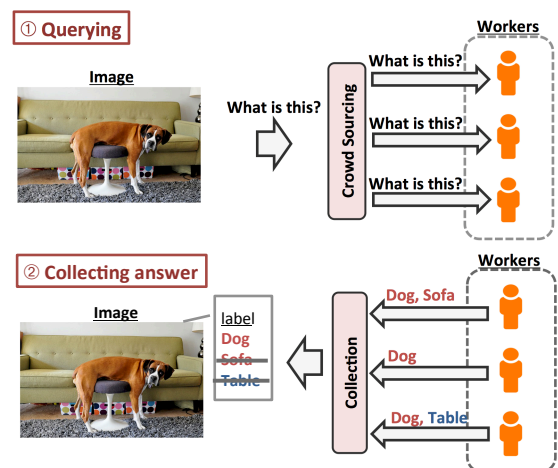 ① Querying
Workers
Image
What is this?
What is this?
Crowd Sourcing
What is this?
What is this?
② Collecting answer
Workers
Image
label
Dog
Sofa
Table
Collection
Dog, Sofa
Dog
Dog, Table